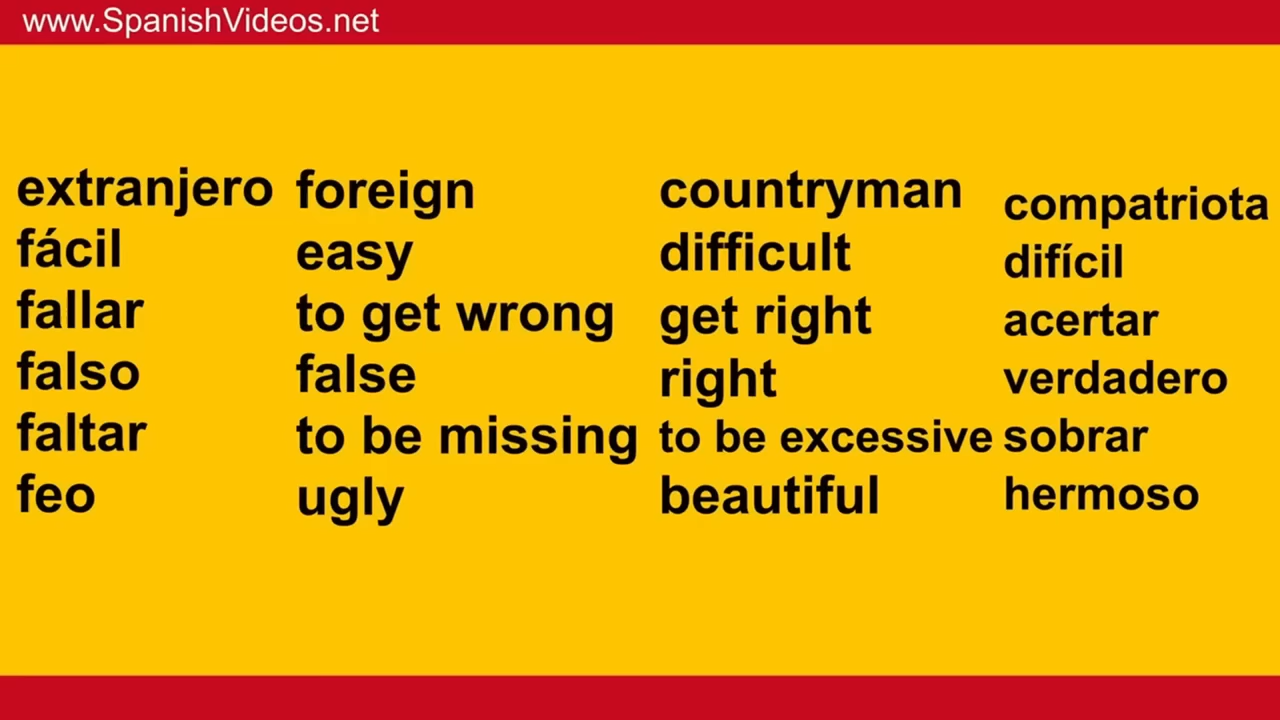 www.SpanishVideos.net
extranjero foreign countryman compatriota
fácil easy difficult difícil
fallar to get wrong get right acertar
falso false right verdadero
faltar to be missing to be excessive sobrar
feo ugly beautiful hermoso